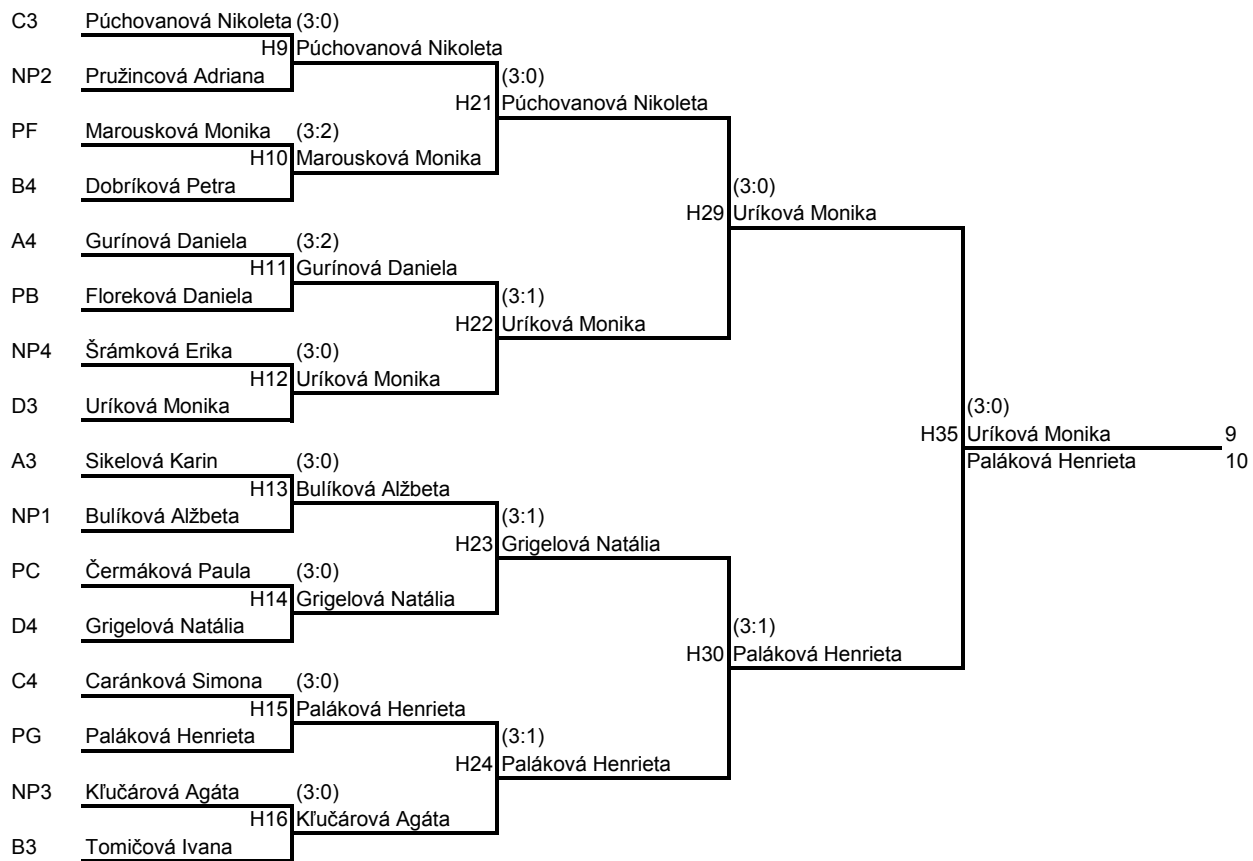 C3 Púchovanová Nikoleta (3:0)
H9 Púchovanová Nikoleta
NP2 Pružincová Adriana (3:0)
H21 Púchovanová Nikoleta
PF Marousková Monika (3:2)
H10 Marousková Monika
B4 Dobríková Petra (3:0)
H29 Uríková Monika
A4 Gurínová Daniela (3:2)
H11 Gurínová Daniela
PB Floreková Daniela (3:1)
H22 Uríková Monika
NP4 Šrámková Erika (3:0)
H12 Uríková Monika
D3 Uríková Monika (3:0)
H35 Uríková Monika 9
A3 Sikelová Karin (3:0) Paláková Henrieta 10
H13 Bulíková Alžbeta
NP1 Bulíková Alžbeta (3:1)
H23 Grigelová Natália
PC Čermáková Paula (3:0)
H14 Grigelová Natália
D4 Grigelová Natália (3:1)
H30 Paláková Henrieta
C4 Caránková Simona (3:0)
H15 Paláková Henrieta
PG Paláková Henrieta (3:1)
H24 Paláková Henrieta
NP3 Kľučárová Agáta (3:0)
H16 Kľučárová Agáta
B3 Tomičová Ivana